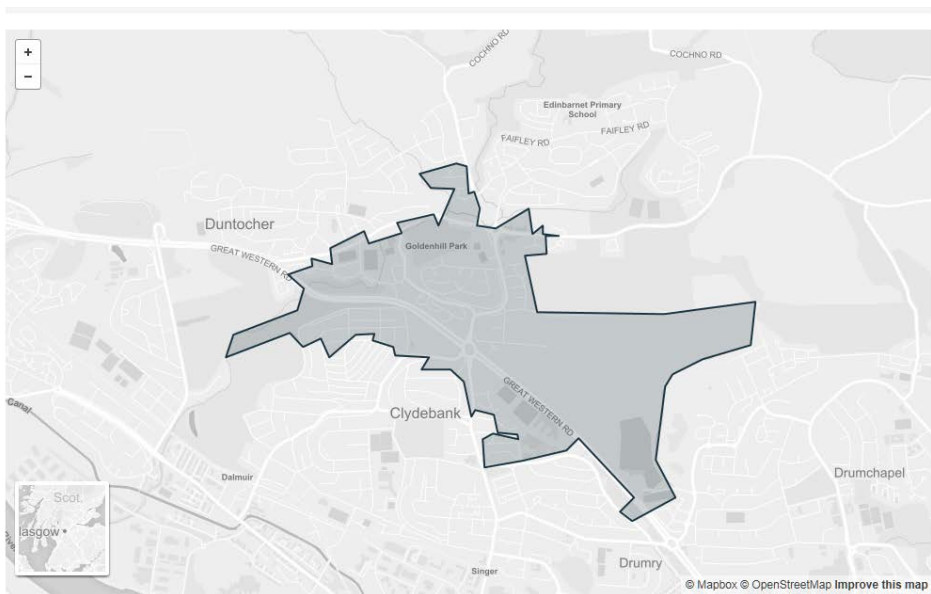 +
−
COCHNO RD
COCHNO RD
Edinbarnet Primary
School
FAIFLEY RD
FAIFLEY RD
Duntocher
GREAT WESTERN RD
Goldenhill Park
GREAT WESTERN RD
Clydebank
Canal
Dalmuir
Drumchapel
Scot.
lasgow
Drumry
Singer
© Mapbox © OpenStreetMap Improve this map